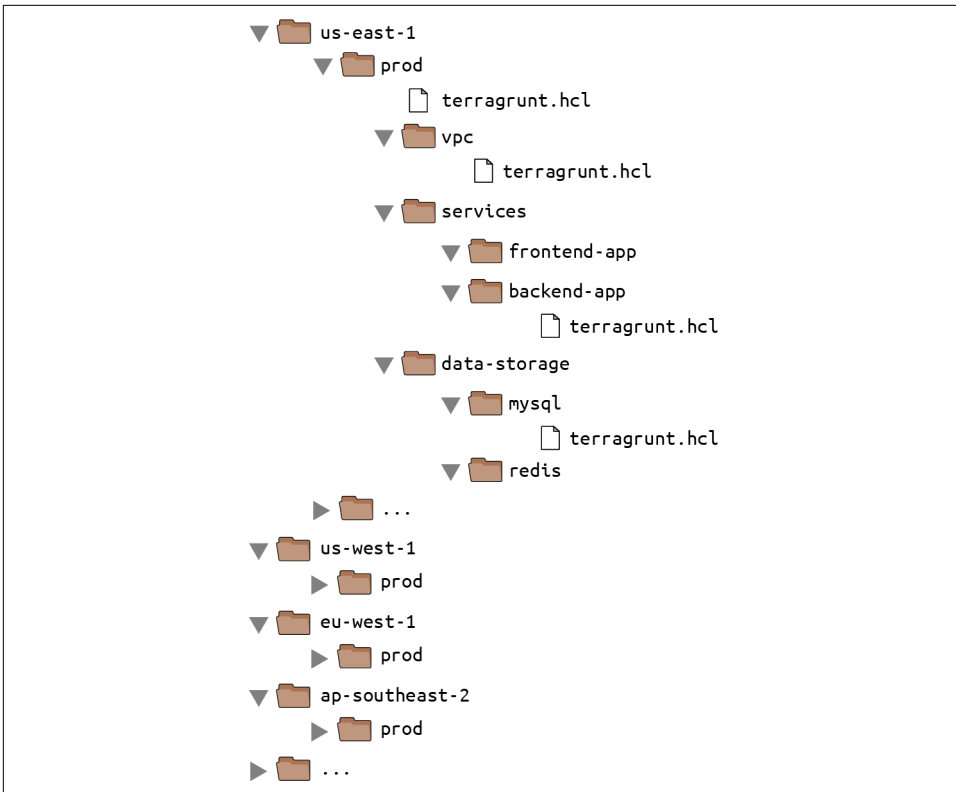 us-east-1
prod
terragrunt.hcl
vpc
terragrunt.hcl
services
frontend-app
backend-app
terragrunt.hcl
data-storage
mysql
terragrunt.hcl
redis
...
us-west-1
prod
eu-west-1
prod
ap-southeast-2
prod
...